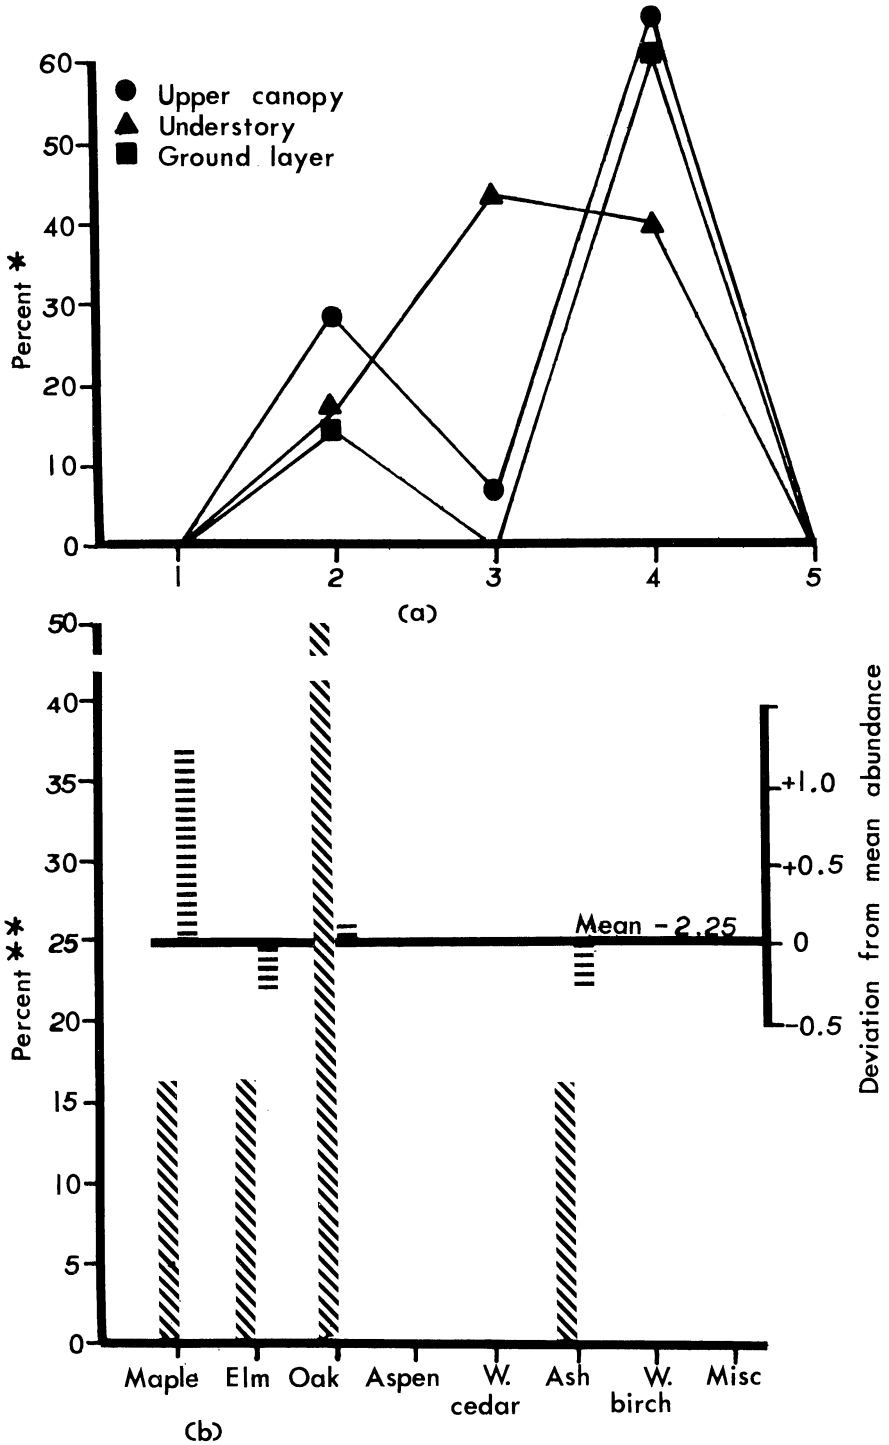 60
50
40
30
20
10
0
Percent *
Upper canopy
Understory
Ground layer
1
2
3
4
5
(a)
50
40
35
30
25
20
15
10
5
0
Percent **
Mean - 2.25
+1.0
+0.5
0
-0.5
Deviation from mean abundance
Maple Elm Oak Aspen W. Ash W. Misc
cedar birch
(b)